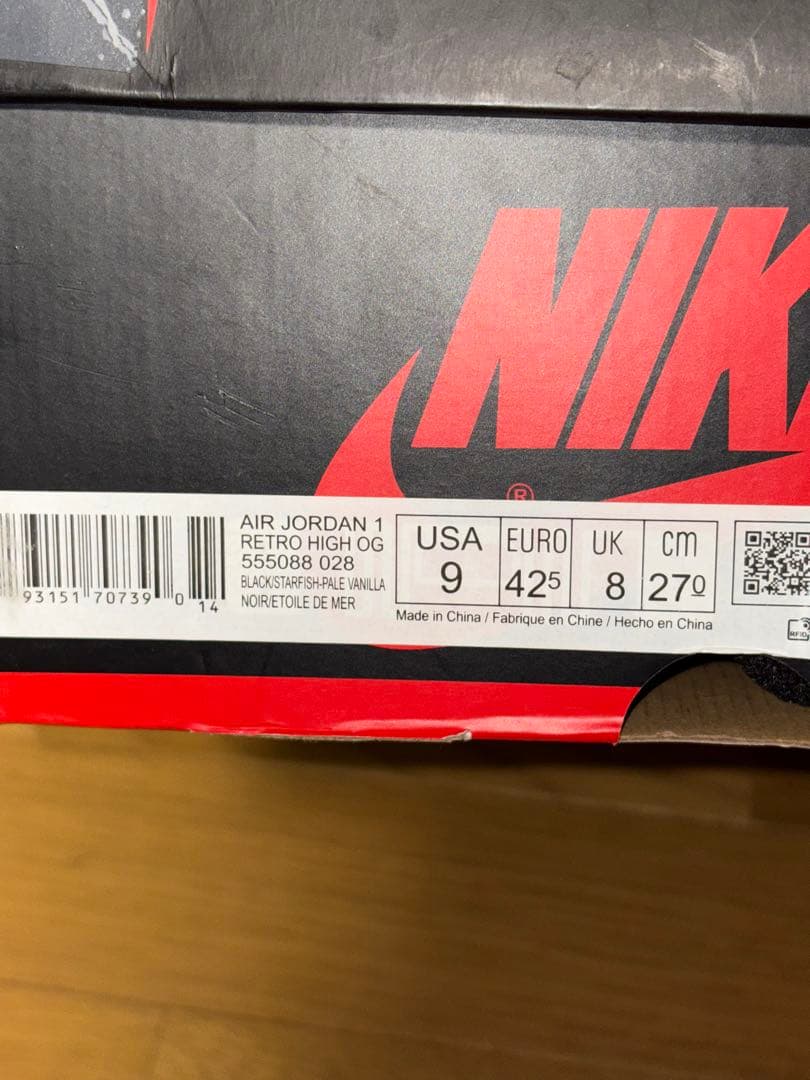 NIK
®
AIR JORDAN 1
RETRO HIGH OG
555088 028
BLACK/STARFISH-PALE VANILLA
NOIR/ETOILE DE MER
USA EURO UK cm
9 425 8 270
Made in China / Fabrique en Chine / Hecho en China
93151 70739 0 14
RFID